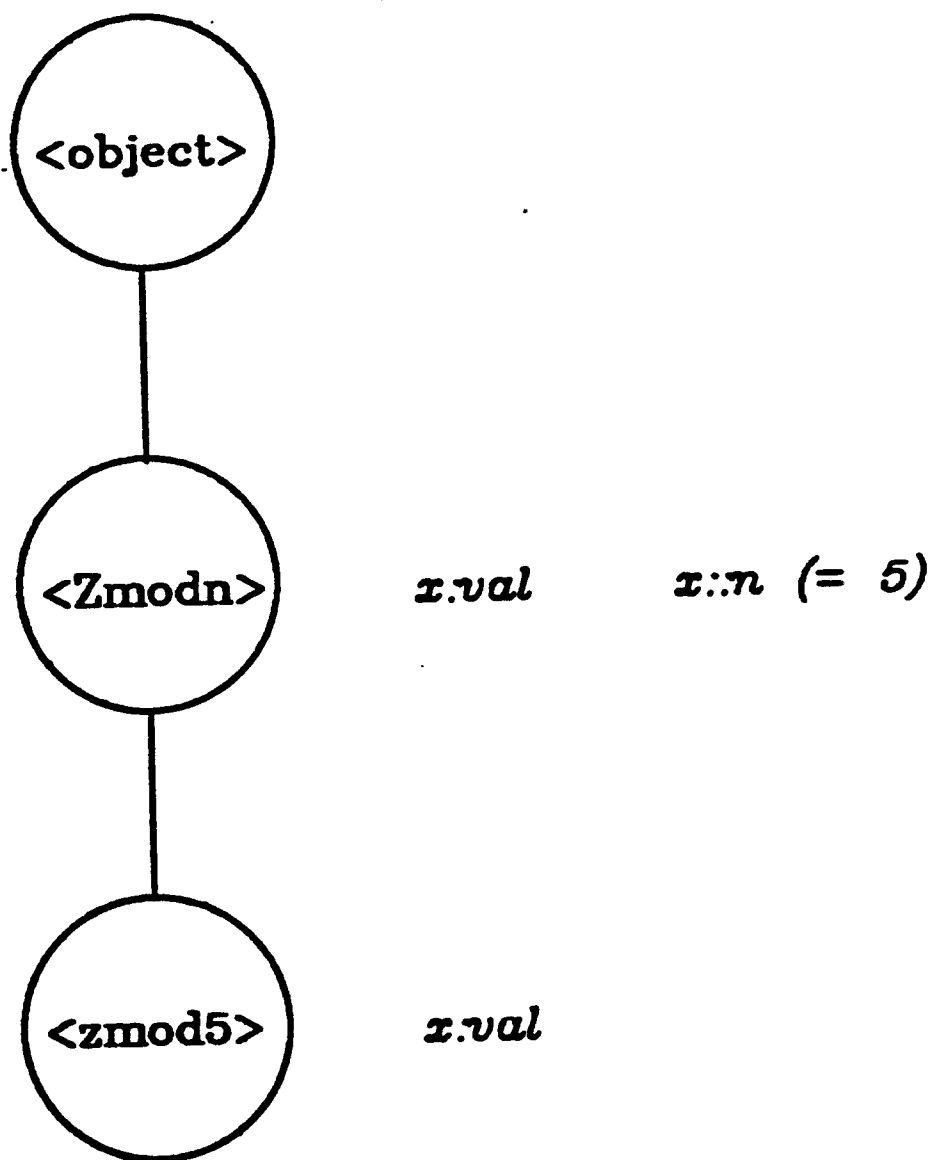 <object>
<Zmodn> x:val x::n (= 5)
<zmod5> x:val